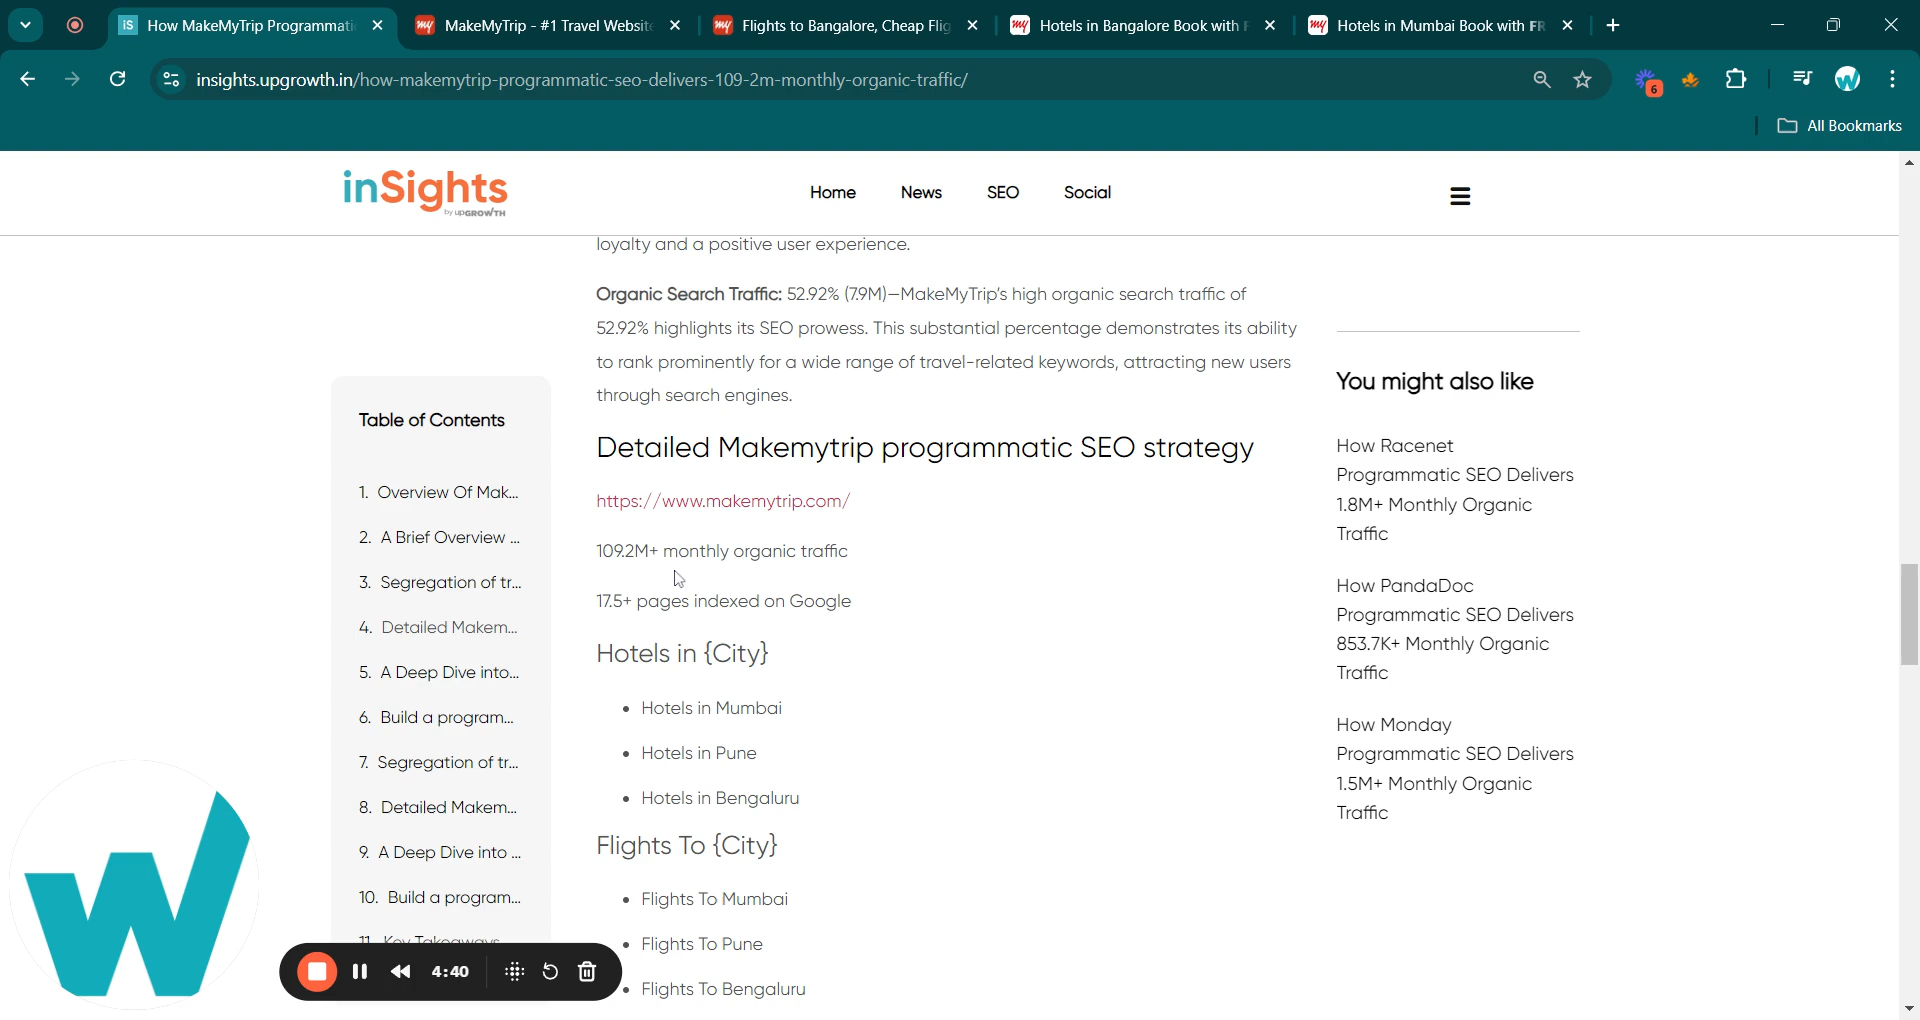 How MakeMyTrip Programmati
MakeMyTrip - #1 Travel Website
Flights to Bangalore, Cheap Flig
Hotels in Bangalore Book with F
Hotels in Mumbai Book with FR
insights.upgrowth.in/how-makemytrip-programmatic-seo-delivers-109-2m-monthly-organic-traffic/
6
All Bookmarks
inSights
by upGROWTH
Home
News
SEO
Social
loyalty and a positive user experience.
Organic Search Traffic: 52.92% (7.9M)–MakeMyTrip's high organic search traffic of
52.92% highlights its SEO prowess. This substantial percentage demonstrates its ability
to rank prominently for a wide range of travel-related keywords, attracting new users
through search engines.
Detailed Makemytrip programmatic SEO strategy
https://www.makemytrip.com/
109.2M+ monthly organic traffic
17.5+ pages indexed on Google
Hotels in {City}
• Hotels in Mumbai
• Hotels in Pune
• Hotels in Bengaluru
Flights To {City}
• Flights To Mumbai
• Flights To Pune
• Flights To Bengaluru
Table of Contents
1. Overview Of Mak...
2. A Brief Overview ...
3. Segregation of tr...
4. Detailed Makem...
5. A Deep Dive into...
6. Build a program...
7. Segregation of tr...
8. Detailed Makem...
9. A Deep Dive into ...
10. Build a program...
11. Key Takeaways
You might also like
How Racenet
Programmatic SEO Delivers
1.8M+ Monthly Organic
Traffic
How PandaDoc
Programmatic SEO Delivers
853.7K+ Monthly Organic
Traffic
How Monday
Programmatic SEO Delivers
1.5M+ Monthly Organic
Traffic
4:40